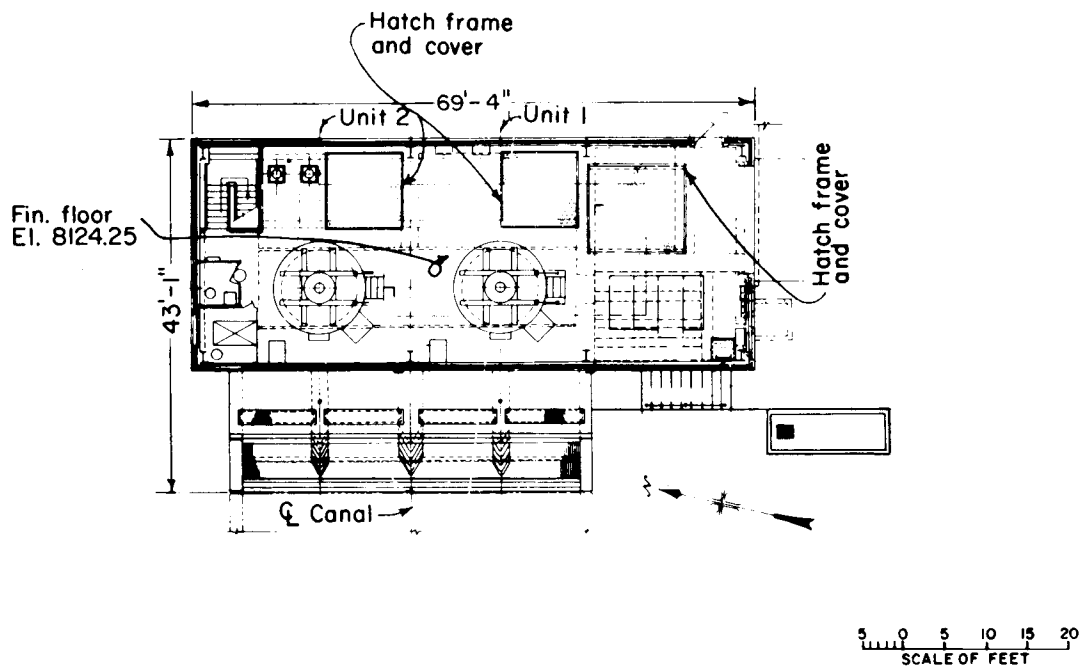 Hatch frame
and cover
69'-4"
Unit 2
Unit 1
Fin. floor
El. 8124.25
43'-1"
Hatch frame
and cover
℄ Canal
5 0 5 10 15 20
SCALE OF FEET